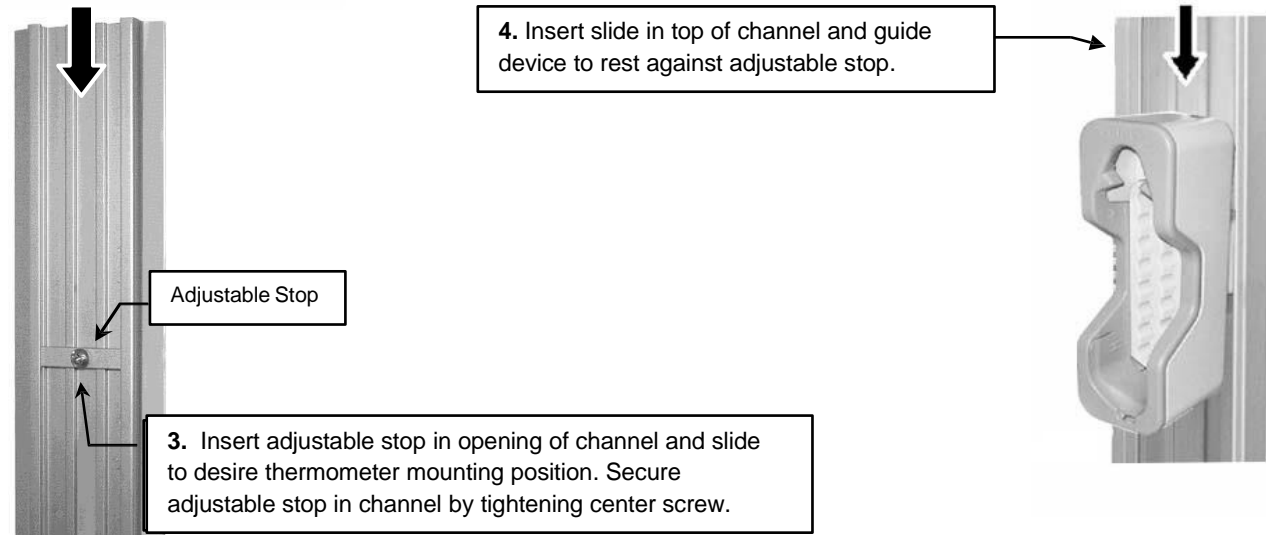 Adjustable Stop
3. Insert adjustable stop in opening of channel and slide
to desire thermometer mounting position. Secure
adjustable stop in channel by tightening center screw.
4. Insert slide in top of channel and guide
device to rest against adjustable stop.